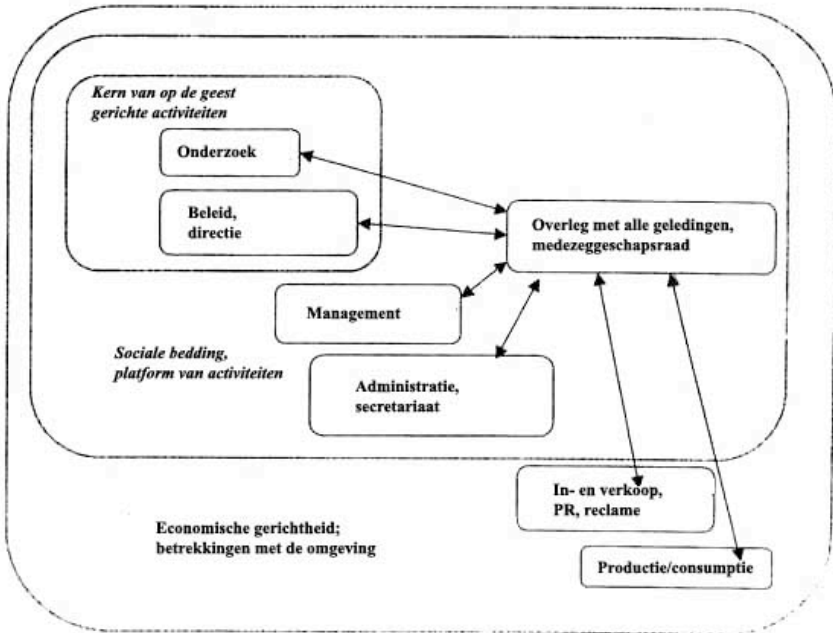 Kern van op de geest
gerichte activiteiten
Onderzoek
Beleid,
directie
Overleg met alle geledingen,
medezeggeschapsraad
Management
Sociale bedding,
platform van activiteiten
Administratie,
secretariaat
In- en verkoop,
PR, reclame
Economische gerichtheid;
betrekkingen met de omgeving
Productie/consumptie